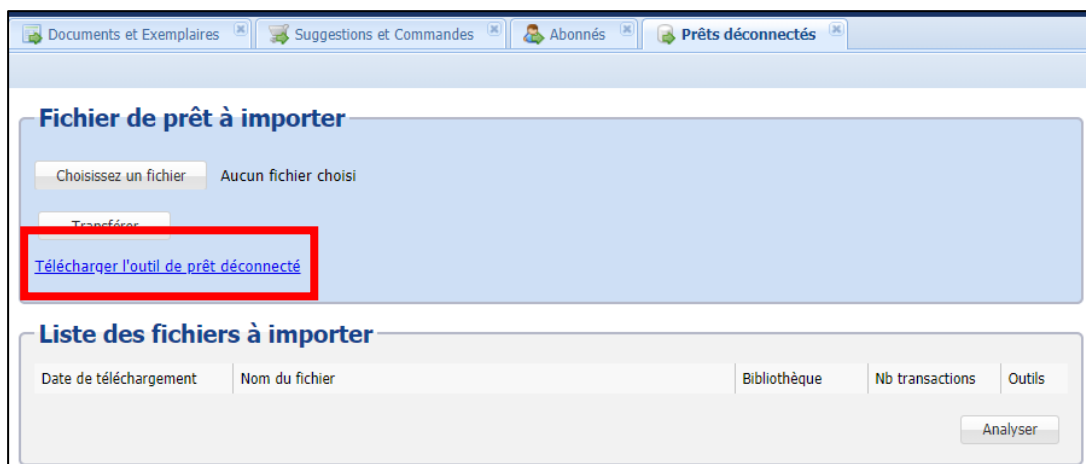 Documents et Exemplaires Suggestions et Commandes Abonnés Prêts déconnectés
Fichier de prêt à importer
Choisissez un fichier Aucun fichier choisi
Transférer
Télécharger l'outil de prêt déconnecté
Liste des fichiers à importer
Date de téléchargement Nom du fichier Bibliothèque Nb transactions Outils
Analyser